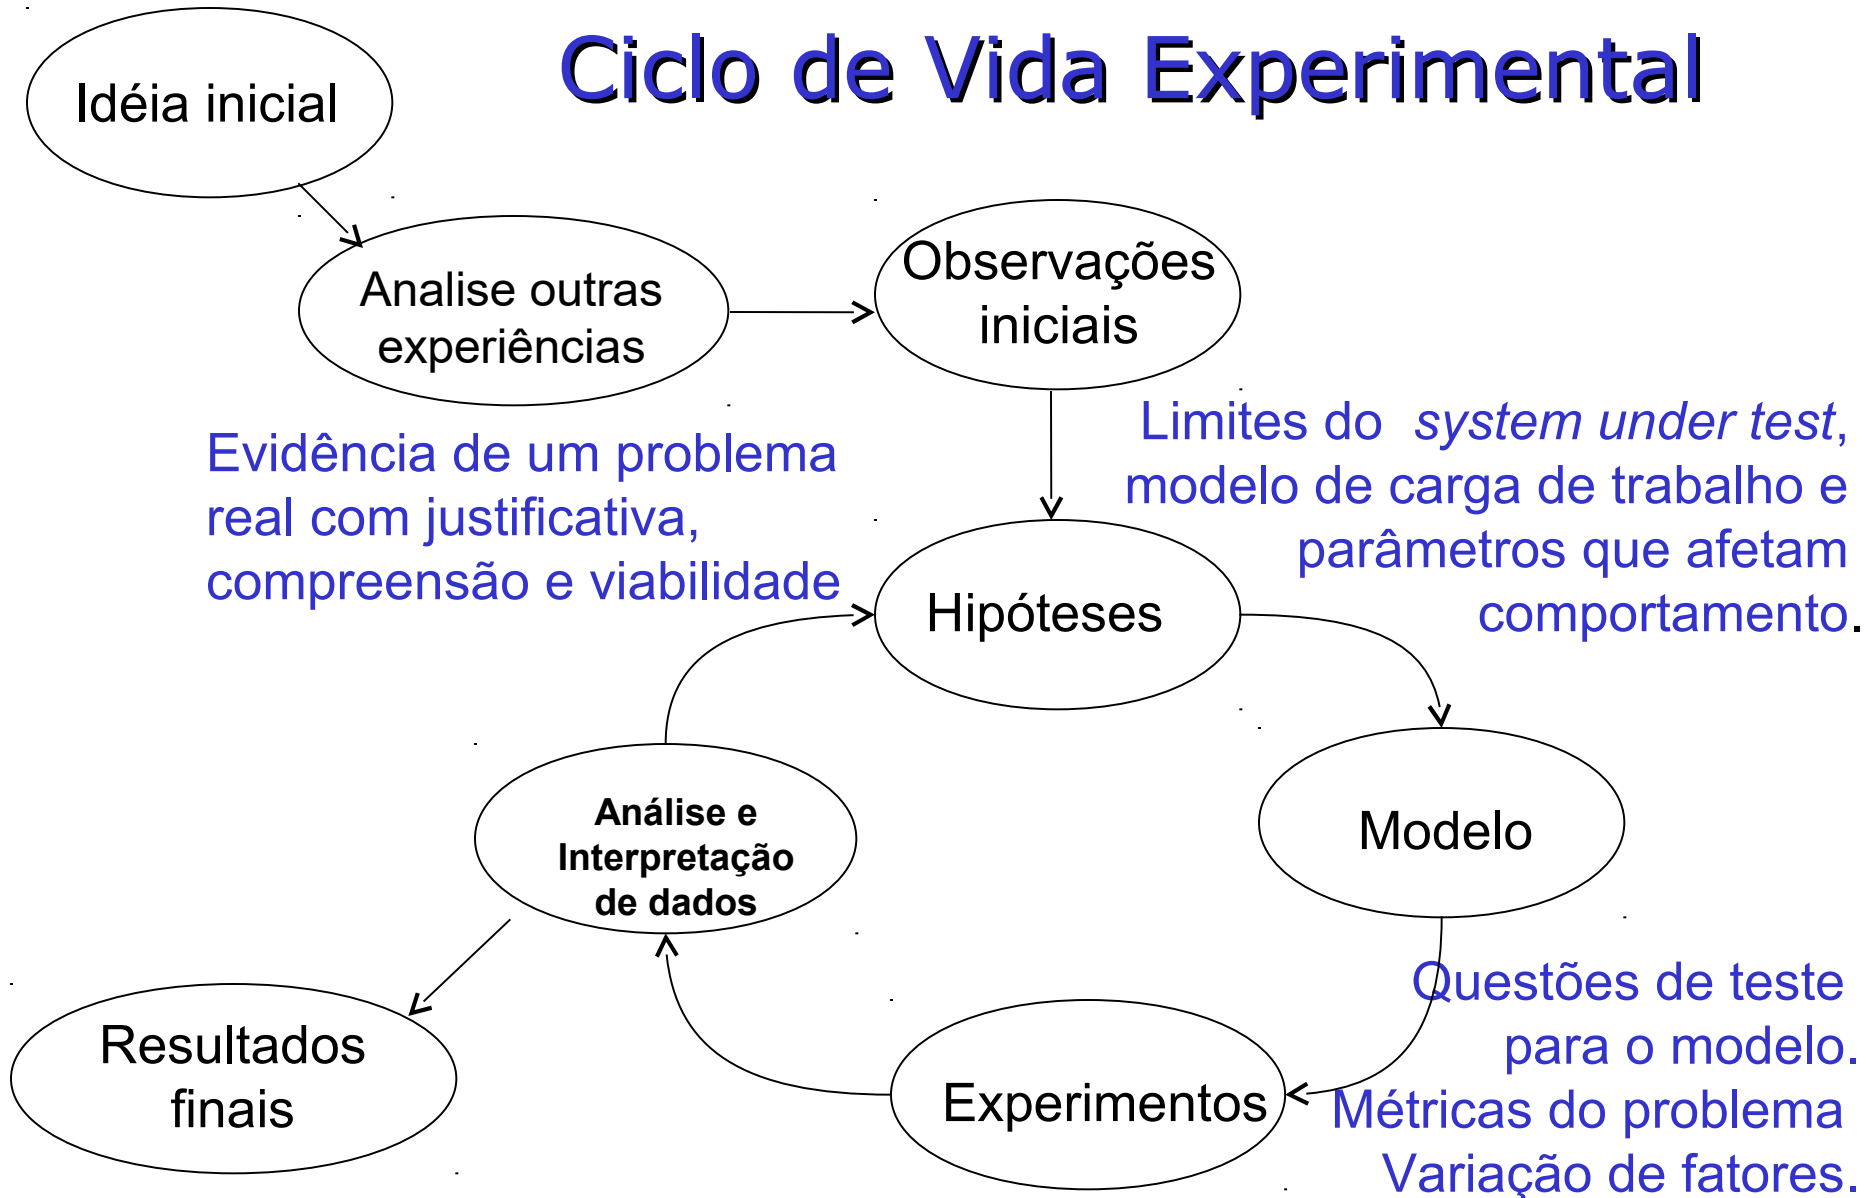 Ciclo de Vida Experimental
Idéia inicial
Analise outras
experiências
Observações
iniciais
Evidência de um problema
real com justificativa,
compreensão e viabilidade
Limites do system under test,
modelo de carga de trabalho e
parâmetros que afetam
comportamento.
Hipóteses
Modelo
Análise e
Interpretação
de dados
Questões de teste
para o modelo.
Métricas do problema
Variação de fatores.
Experimentos
Resultados
finais